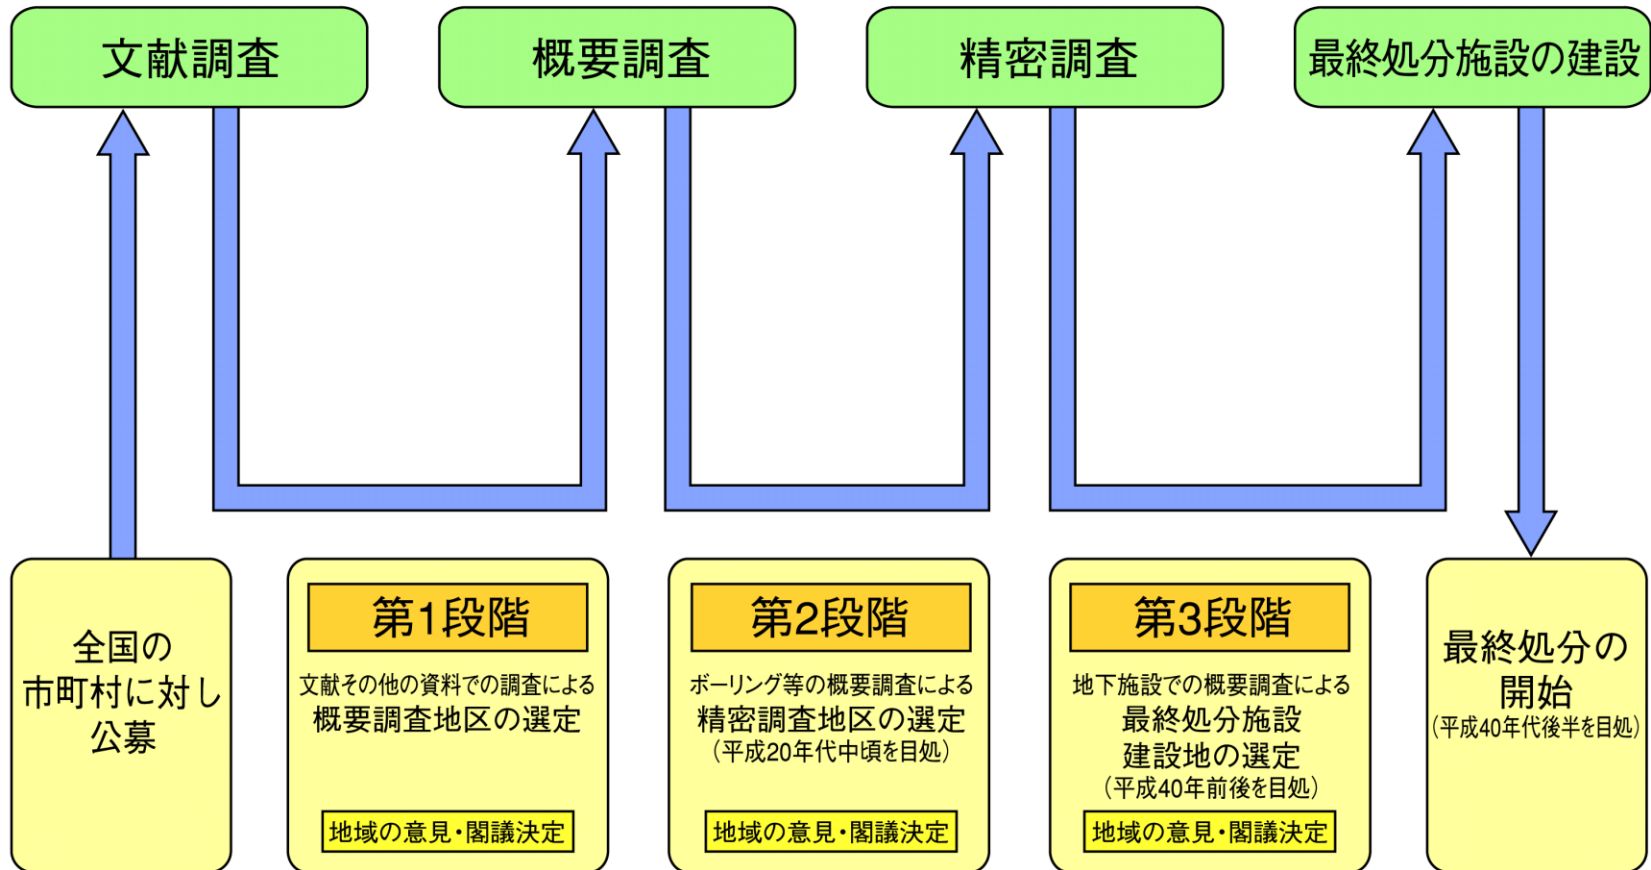 文献調査
概要調査
精密調査
最終処分施設の建設
全国の
市町村に対し
公募
第1段階
文献その他の資料での調査による
概要調査地区の選定
地域の意見・閣議決定
第2段階
ボーリング等の概要調査による
精密調査地区の選定
（平成20年代中頃を目処）
地域の意見・閣議決定
第3段階
地下施設での概要調査による
最終処分施設
建設地の選定
（平成40年前後を目処）
地域の意見・閣議決定
最終処分の
開始
（平成40年代後半を目処）